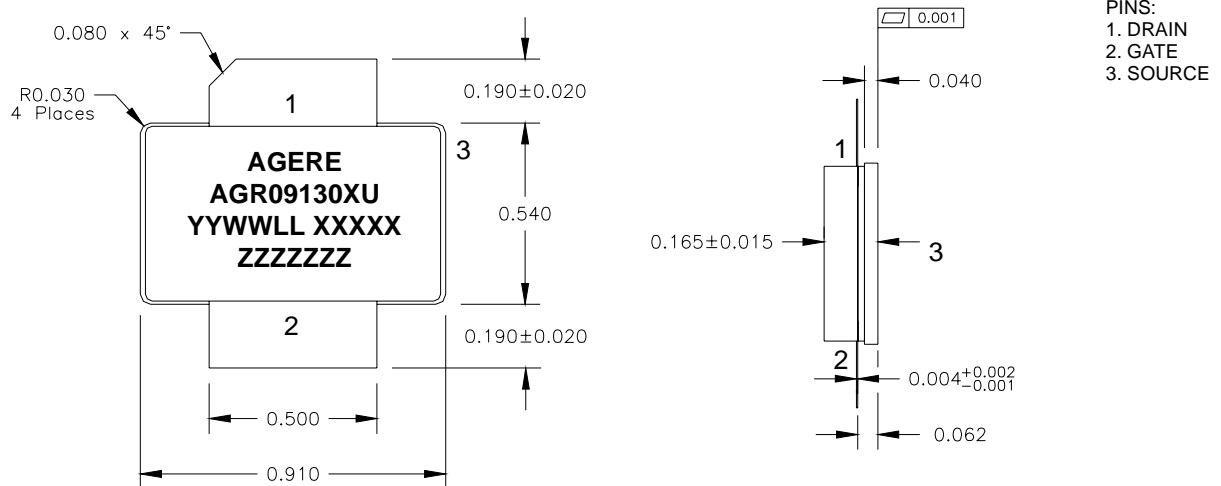 0.080 x 45°
R0.030
4 Places
1
3
AGERE
AGR09130XU
YYWWLL XXXXX
ZZZZZZZ
2
0.190±0.020
0.540
0.190±0.020
0.500
0.910
0.001
0.040
1
0.165±0.015
3
2
0.004+0.002
−0.001
0.062
PINS:
1. DRAIN
2. GATE
3. SOURCE